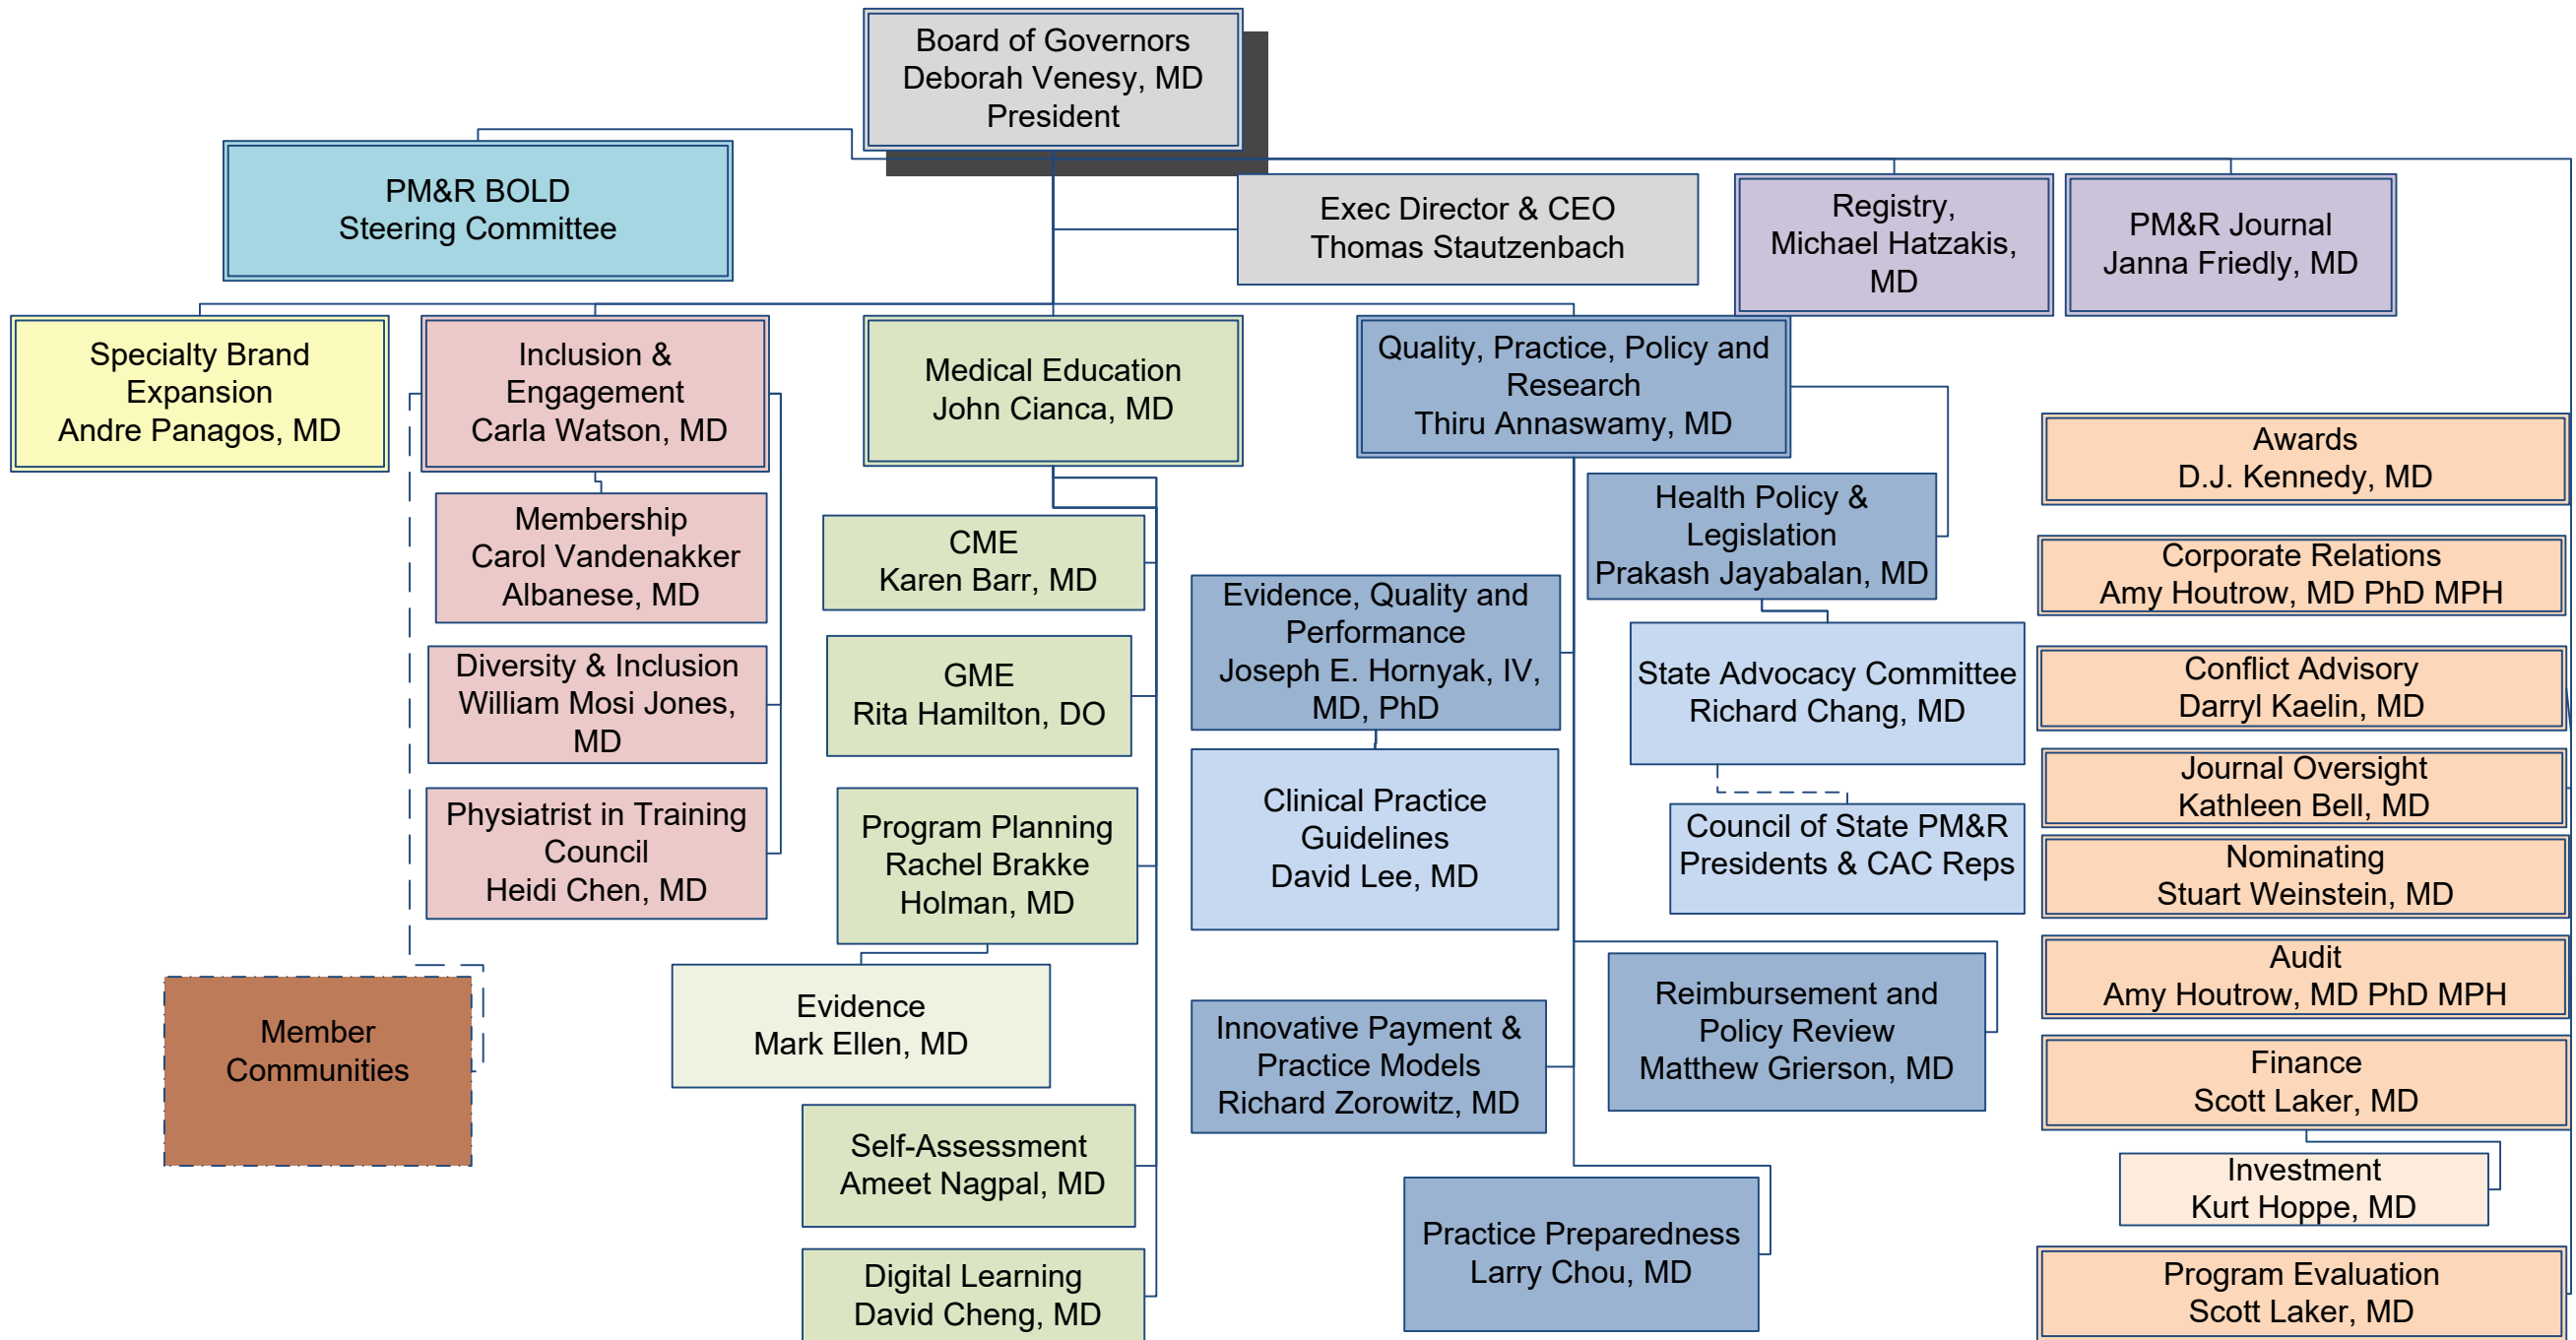 Board of Governors
Deborah Venesy, MD
President
PM&R BOLD
Steering Committee
Exec Director & CEO
Thomas Stautzenbach
Registry,
Michael Hatzakis,
MD
PM&R Journal
Janna Friedly, MD
Specialty Brand
Expansion
Andre Panagos, MD
Inclusion &
Engagement
Carla Watson, MD
Medical Education
John Cianca, MD
Quality, Practice, Policy and
Research
Thiru Annaswamy, MD
Membership
Carol Vandenakker
Albanese, MD
Diversity & Inclusion
William Mosi Jones,
MD
Physiatrist in Training
Council
Heidi Chen, MD
Member
Communities
CME
Karen Barr, MD
GME
Rita Hamilton, DO
Program Planning
Rachel Brakke
Holman, MD
Evidence
Mark Ellen, MD
Self-Assessment
Ameet Nagpal, MD
Digital Learning
David Cheng, MD
Evidence, Quality and
Performance
Joseph E. Hornyak, IV,
MD, PhD
Clinical Practice
Guidelines
David Lee, MD
Innovative Payment &
Practice Models
Richard Zorowitz, MD
Health Policy &
Legislation
Prakash Jayabalan, MD
State Advocacy Committee
Richard Chang, MD
Council of State PM&R
Presidents & CAC Reps
Reimbursement and
Policy Review
Matthew Grierson, MD
Practice Preparedness
Larry Chou, MD
Awards
D.J. Kennedy, MD
Corporate Relations
Amy Houtrow, MD PhD MPH
Conflict Advisory
Darryl Kaelin, MD
Journal Oversight
Kathleen Bell, MD
Nominating
Stuart Weinstein, MD
Audit
Amy Houtrow, MD PhD MPH
Finance
Scott Laker, MD
Investment
Kurt Hoppe, MD
Program Evaluation
Scott Laker, MD